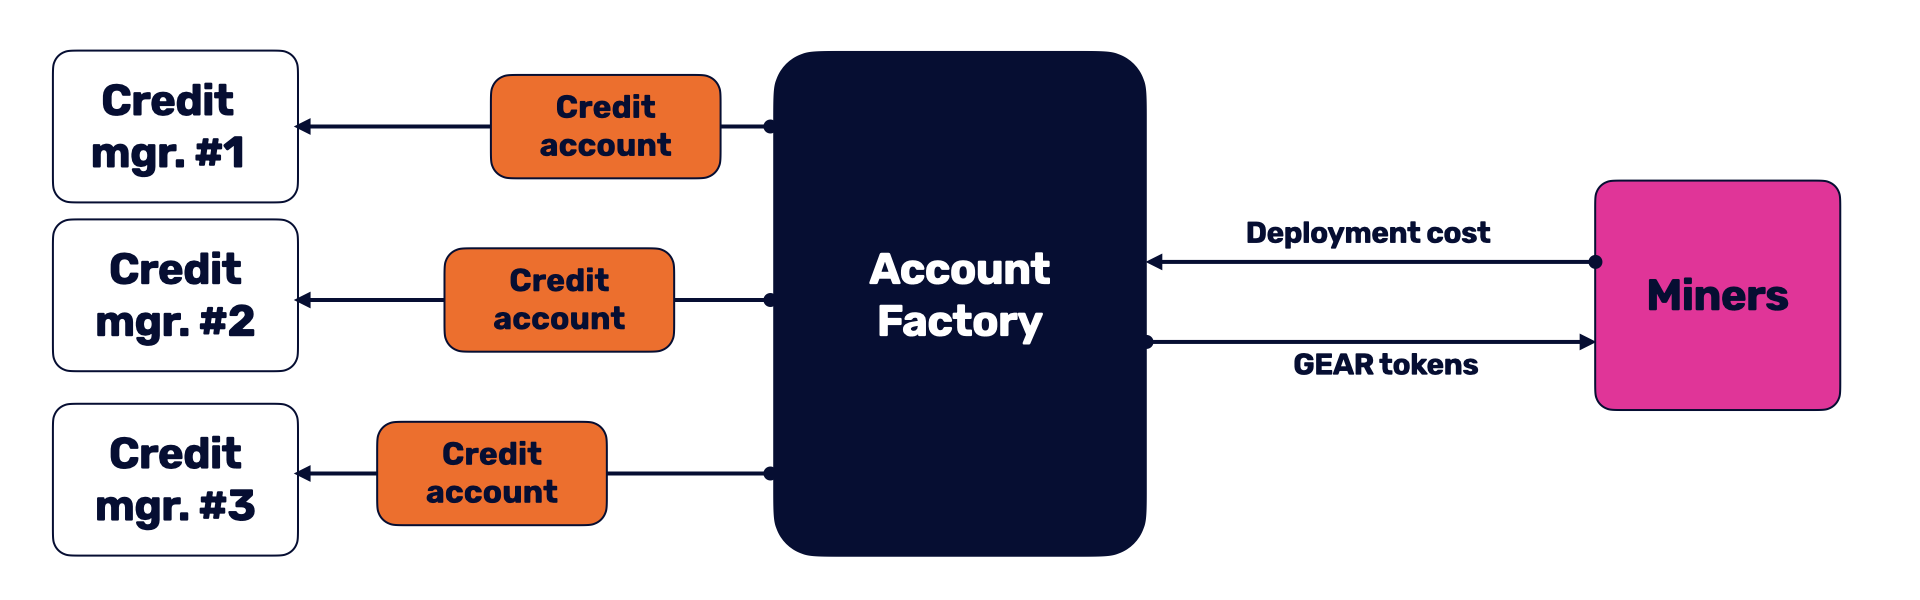 Credit
mgr. #1
Credit
account
Credit
mgr. #2
Credit
account
Credit
mgr. #3
Credit
account
Account
Factory
Deployment cost
GEAR tokens
Miners